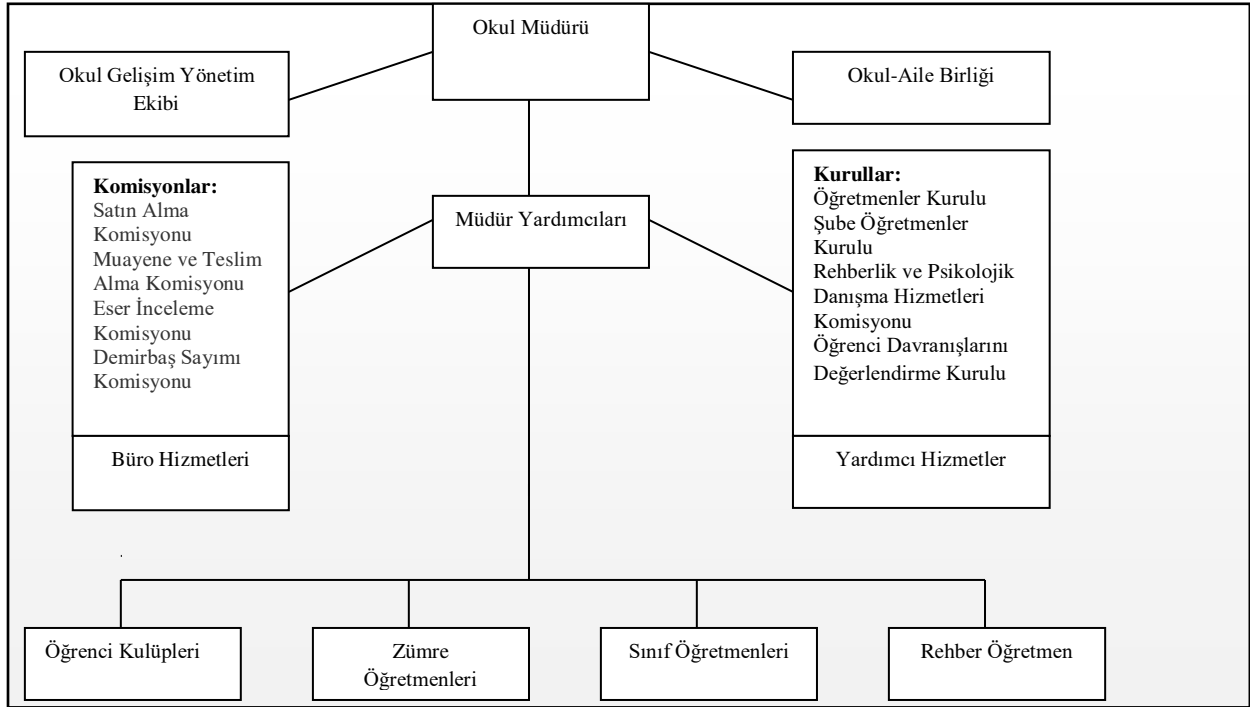 Okul Müdürü
Okul Gelişim Yönetim
Ekibi
Okul-Aile Birliği
Komisyonlar:
Satın Alma
Komisyonu
Muayene ve Teslim
Alma Komisyonu
Eser İnceleme
Komisyonu
Demirbaş Sayımı
Komisyonu
Müdür Yardımcıları
Kurullar:
Öğretmenler Kurulu
Şube Öğretmenler
Kurulu
Rehberlik ve Psikolojik
Danışma Hizmetleri
Komisyonu
Öğrenci Davranışlarını
Değerlendirme Kurulu
Büro Hizmetleri
Yardımcı Hizmetler
Öğrenci Kulüpleri
Zümre
Öğretmenleri
Sınıf Öğretmenleri
Rehber Öğretmen